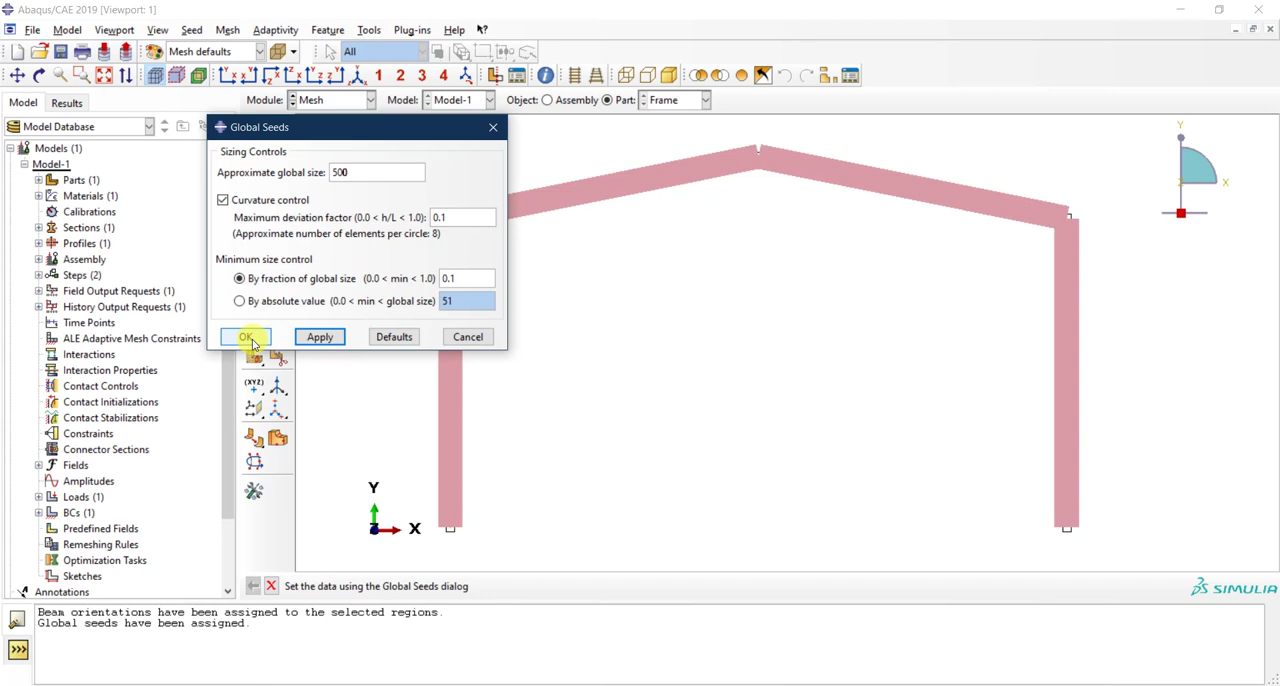 Abaqus/CAE 2019 [Viewport: 1]
File Model Viewport View Seed Mesh Adaptivity Feature Tools Plug-ins Help
Mesh defaults All
1 2 3 4
Model Results Module: Mesh Model: Model-1 Object: Assembly Part: Frame
Model Database
Models (1)
Model-1
Parts (1)
Materials (1)
Calibrations
Sections (1)
Profiles (1)
Assembly
Steps (2)
Field Output Requests (1)
History Output Requests (1)
Time Points
ALE Adaptive Mesh Constraints
Interactions
Interaction Properties
Contact Controls
Contact Initializations
Contact Stabilizations
Constraints
Connector Sections
Fields
Amplitudes
Loads (1)
BCs (1)
Predefined Fields
Remeshing Rules
Optimization Tasks
Sketches
Annotations
Global Seeds
Sizing Controls
Approximate global size: 500
Curvature control
Maximum deviation factor (0.0 < h/L < 1.0): 0.1
(Approximate number of elements per circle: 8)
Minimum size control
By fraction of global size (0.0 < min < 1.0) 0.1
By absolute value (0.0 < min < global size) 51
OK Apply Defaults Cancel
(XYZ)
Y
X
Z
Y
Z
X
Set the data using the Global Seeds dialog
SIMULIA
Beam orientations have been assigned to the selected regions.
Global seeds have been assigned.
>>>